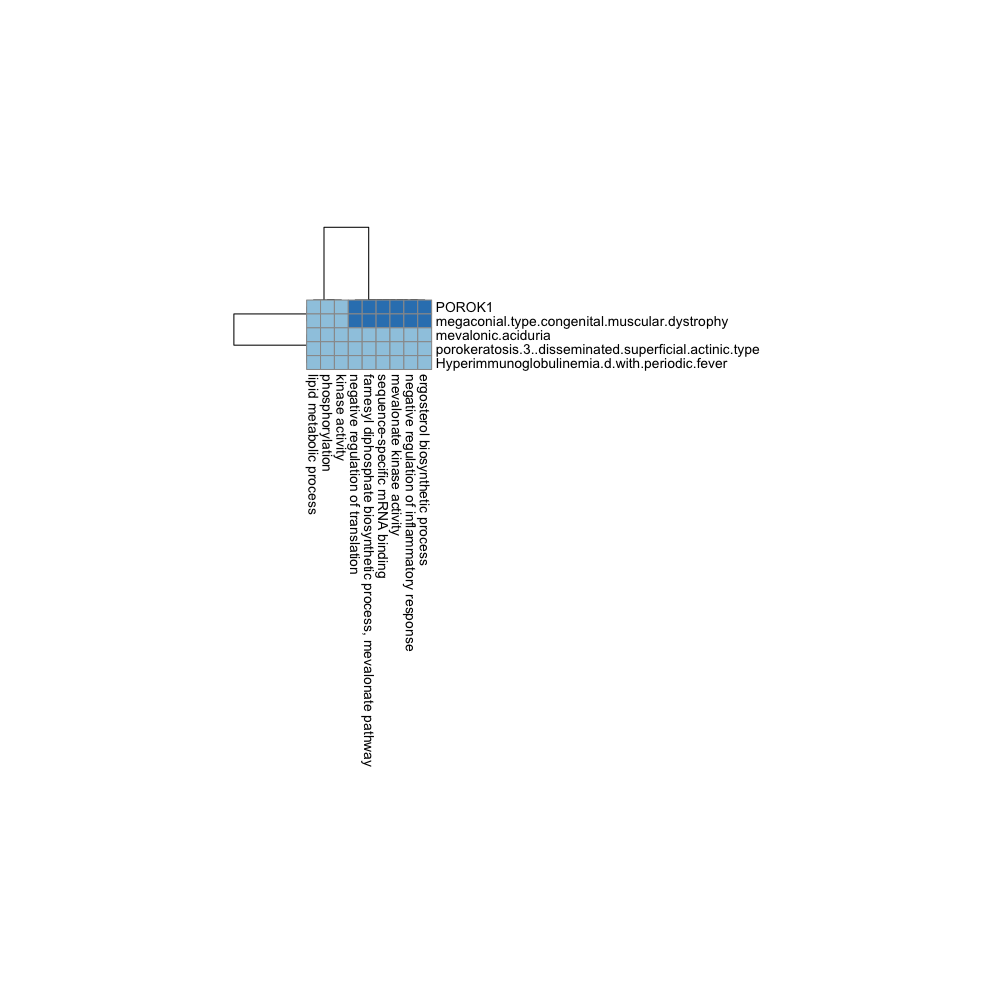 POROK1
megaconial.type.congenital.muscular.dystrophy
mevalonic.aciduria
porokeratosis.3..disseminated.superficial.actinic.type
Hyperimmunoglobulinemia.d.with.periodic.fever
lipid metabolic process
phosphorylation
kinase activity
negative regulation of translation
farnesyl diphosphate biosynthetic process, mevalonate pathway
sequence-specific mRNA binding
mevalonate kinase activity
negative regulation of inflammatory response
ergosterol biosynthetic process